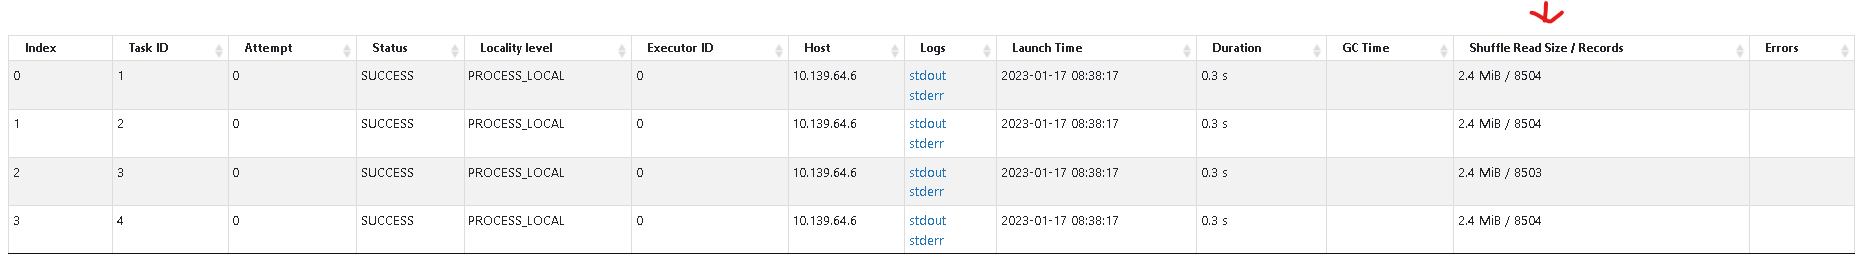 Index Task ID Attempt Status Locality level Executor ID Host Logs Launch Time Duration GC Time Shuffle Read Size / Records Errors
0 1 0 SUCCESS PROCESS_LOCAL 0 10.139.64.6 stdout 2023-01-17 08:38:17 0.3 s 2.4 MiB / 8504
stderr
1 2 0 SUCCESS PROCESS_LOCAL 0 10.139.64.6 stdout 2023-01-17 08:38:17 0.3 s 2.4 MiB / 8504
stderr
2 3 0 SUCCESS PROCESS_LOCAL 0 10.139.64.6 stdout 2023-01-17 08:38:17 0.3 s 2.4 MiB / 8503
stderr
3 4 0 SUCCESS PROCESS_LOCAL 0 10.139.64.6 stdout 2023-01-17 08:38:17 0.3 s 2.4 MiB / 8504
stderr